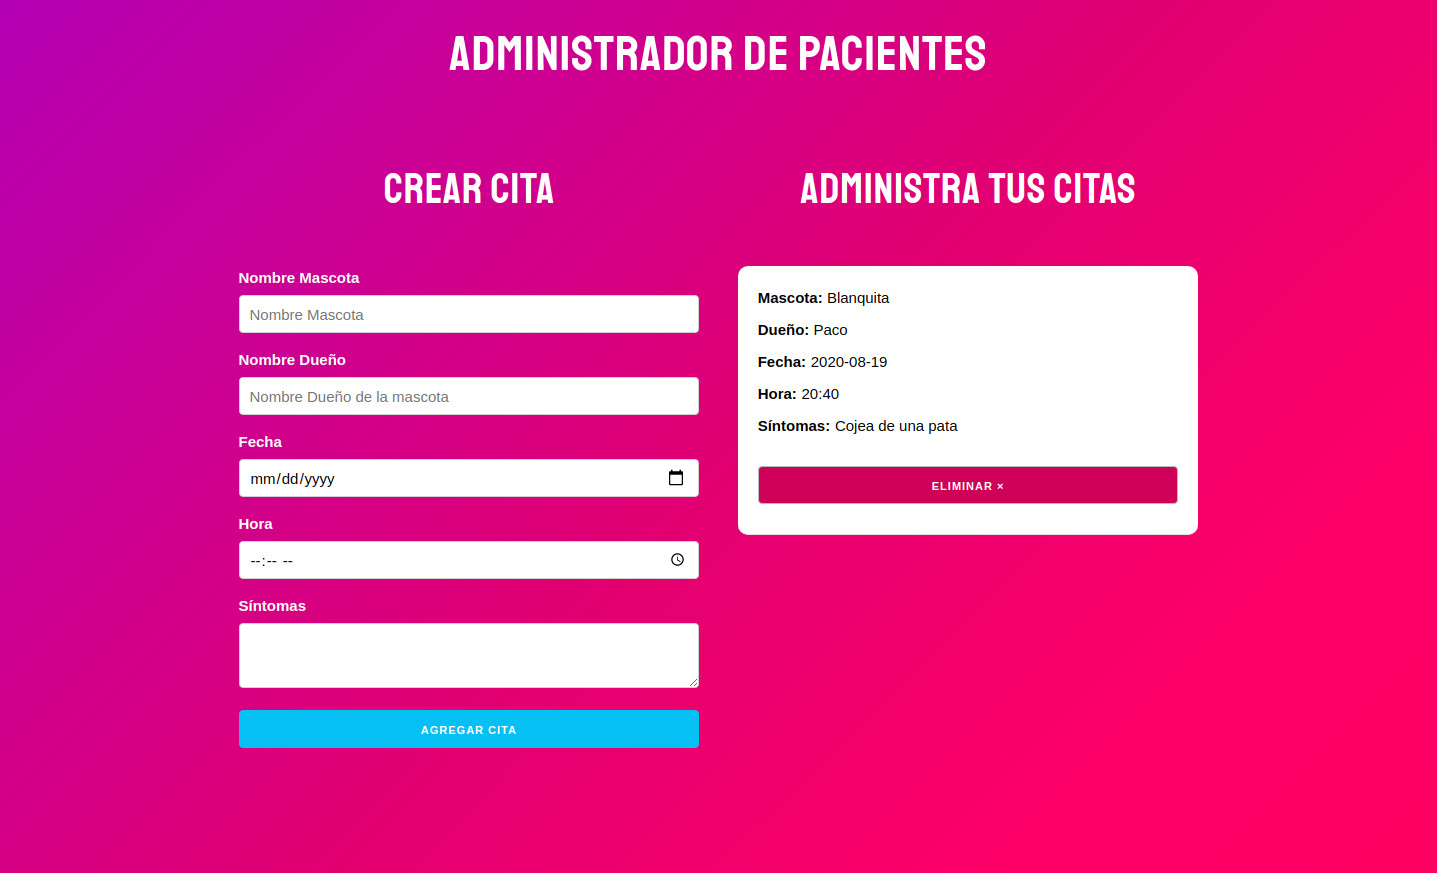 ADMINISTRADOR DE PACIENTES
CREAR CITA
Nombre Mascota
Nombre Mascota
Nombre Dueño
Nombre Dueño de la mascota
Fecha
mm/dd/yyyy
Hora
--:-- --
Síntomas
AGREGAR CITA
ADMINISTRA TUS CITAS
Mascota: Blanquita
Dueño: Paco
Fecha: 2020-08-19
Hora: 20:40
Síntomas: Cojea de una pata
ELIMINAR ×